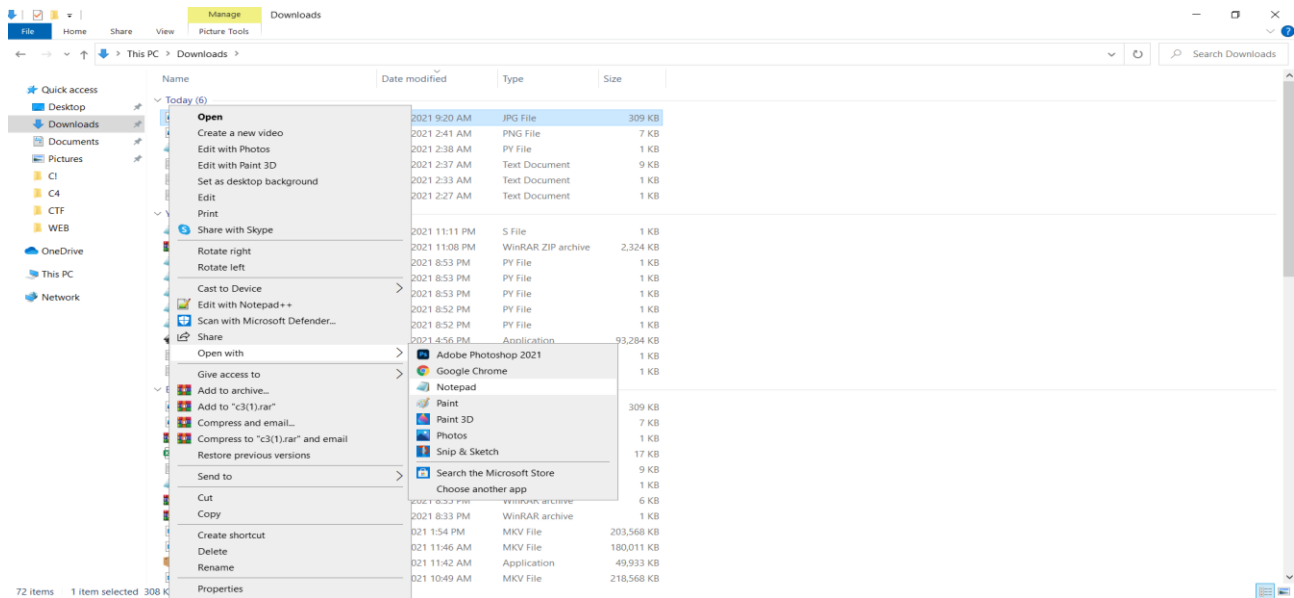 Manage Downloads
File Home Share View Picture Tools
This PC > Downloads >
Search Downloads
Name Date modified Type Size
Quick access
Desktop
Downloads
Documents
Pictures
C!
C4
CTF
WEB
OneDrive
This PC
Network
Today (6)
2021 9:20 AM JPG File 309 KB
2021 2:41 AM PNG File 7 KB
2021 2:38 AM PY File 1 KB
2021 2:37 AM Text Document 9 KB
2021 2:33 AM Text Document 1 KB
2021 2:27 AM Text Document 1 KB
2021 11:11 PM S File 1 KB
2021 11:08 PM WinRAR ZIP archive 2,324 KB
2021 8:53 PM PY File 1 KB
2021 8:53 PM PY File 1 KB
2021 8:53 PM PY File 1 KB
2021 8:52 PM PY File 1 KB
2021 8:52 PM PY File 1 KB
2021 4:56 PM Application 93,284 KB
1 KB
1 KB
309 KB
7 KB
1 KB
17 KB
9 KB
1 KB
2021 8:35 PM WinRAR archive 6 KB
2021 8:33 PM WinRAR archive 1 KB
021 1:54 PM MKV File 203,568 KB
021 11:46 AM MKV File 180,011 KB
021 11:42 AM Application 49,933 KB
021 10:49 AM MKV File 218,568 KB
Open
Create a new video
Edit with Photos
Edit with Paint 3D
Set as desktop background
Edit
Print
Share with Skype
Rotate right
Rotate left
Cast to Device
Edit with Notepad++
Scan with Microsoft Defender...
Share
Open with
Give access to
Add to archive...
Add to "c3(1).rar"
Compress and email...
Compress to "c3(1).rar" and email
Restore previous versions
Send to
Cut
Copy
Create shortcut
Delete
Rename
Properties
Adobe Photoshop 2021
Google Chrome
Notepad
Paint
Paint 3D
Photos
Snip & Sketch
Search the Microsoft Store
Choose another app
72 items 1 item selected 308 K